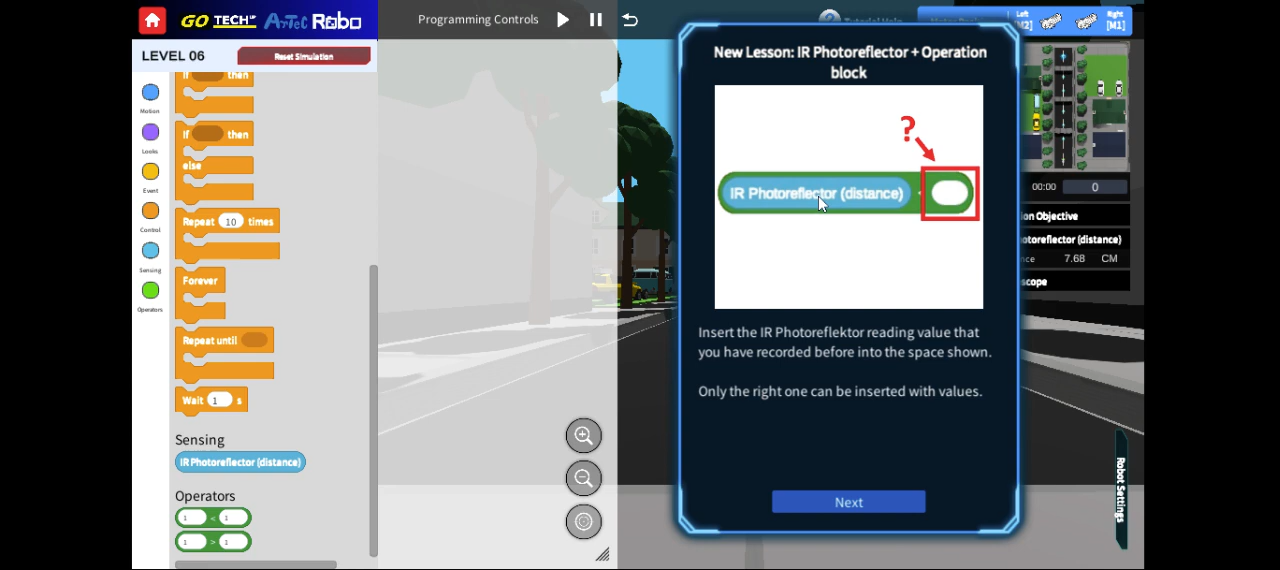 GO TECH ArTec Robo
Programming Controls
Tutorial Help
Left
[M2]
Right
[M1]
LEVEL 06
Reset Simulation
Motion
Looks
Event
Control
Sensing
Operators
If then
If then
else
Repeat 10 times
Forever
Repeat until
Wait 1 s
Sensing
IR Photoreflector (distance)
Operators
1 < 1
1 > 1
New Lesson: IR Photoreflector + Operation
block
?
IR Photoreflector (distance)
Insert the IR Photoreflektor reading value that
you have recorded before into the space shown.
Only the right one can be inserted with values.
Next
00:00 0
on Objective
otoreflector (distance)
nce 7.68 CM
scope
Robot Settings